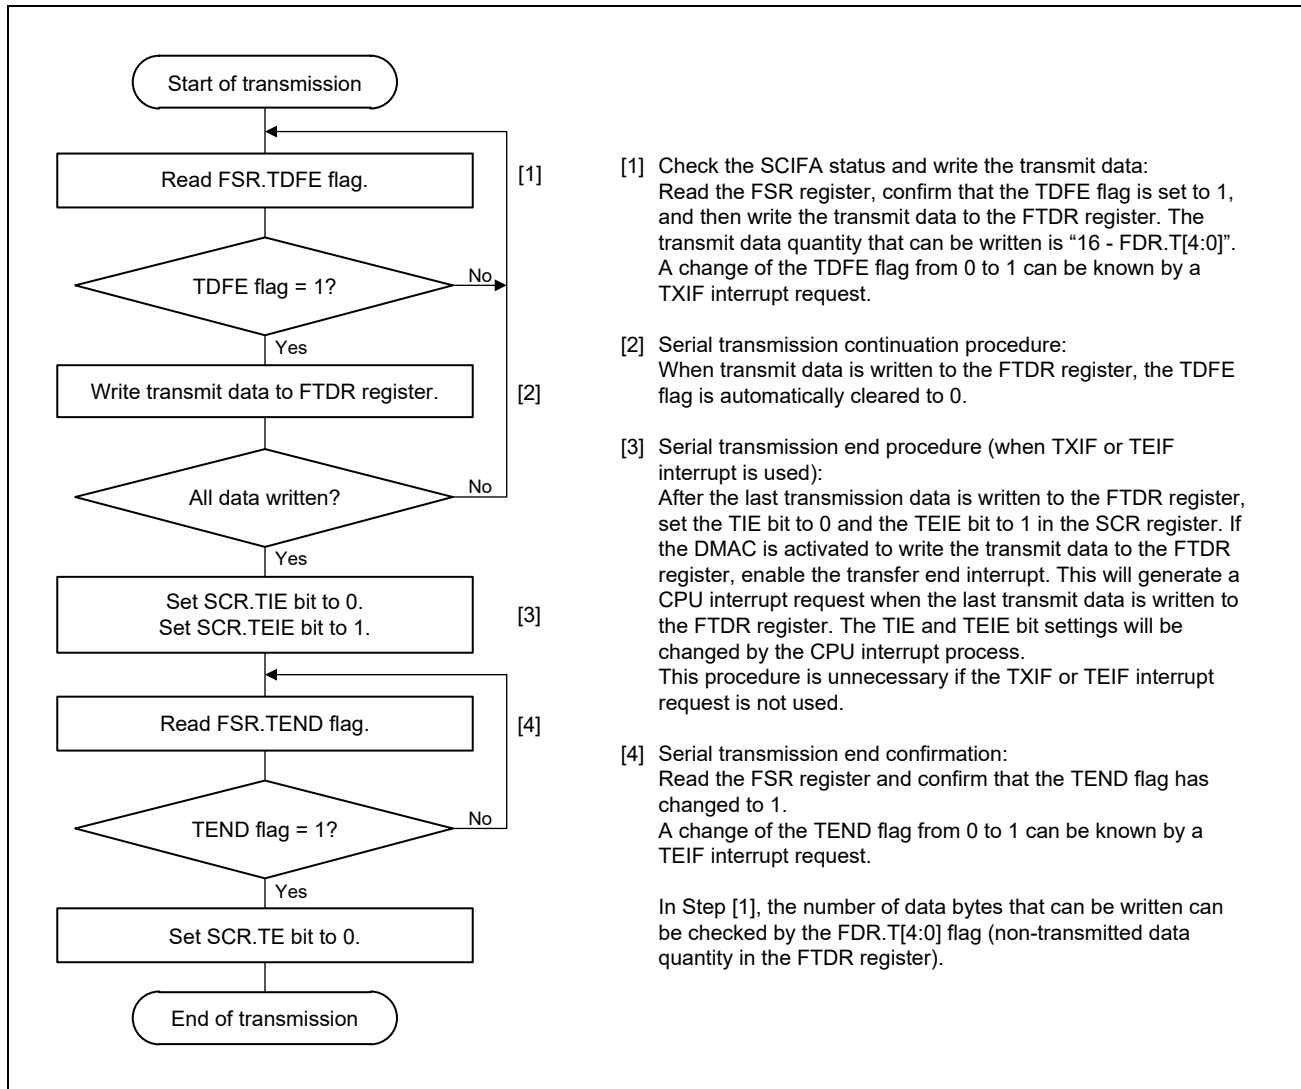 Start of transmission
Read FSR.TDFE flag.
[1]
TDFE flag = 1?
No
Yes
Write transmit data to FTDR register.
[2]
All data written?
No
Yes
Set SCR.TIE bit to 0.
Set SCR.TEIE bit to 1.
[3]
Read FSR.TEND flag.
[4]
TEND flag = 1?
No
Yes
Set SCR.TE bit to 0.
End of transmission
[1] Check the SCIFA status and write the transmit data:
Read the FSR register, confirm that the TDFE flag is set to 1,
and then write the transmit data to the FTDR register. The
transmit data quantity that can be written is “16 - FDR.T[4:0]”.
A change of the TDFE flag from 0 to 1 can be known by a
TXIF interrupt request.
[2] Serial transmission continuation procedure:
When transmit data is written to the FTDR register, the TDFE
flag is automatically cleared to 0.
[3] Serial transmission end procedure (when TXIF or TEIF
interrupt is used):
After the last transmission data is written to the FTDR register,
set the TIE bit to 0 and the TEIE bit to 1 in the SCR register. If
the DMAC is activated to write the transmit data to the FTDR
register, enable the transfer end interrupt. This will generate a
CPU interrupt request when the last transmit data is written to
the FTDR register. The TIE and TEIE bit settings will be
changed by the CPU interrupt process.
This procedure is unnecessary if the TXIF or TEIF interrupt
request is not used.
[4] Serial transmission end confirmation:
Read the FSR register and confirm that the TEND flag has
changed to 1.
A change of the TEND flag from 0 to 1 can be known by a
TEIF interrupt request.
In Step [1], the number of data bytes that can be written can
be checked by the FDR.T[4:0] flag (non-transmitted data
quantity in the FTDR register).